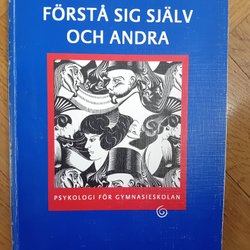 FÖRSTÅ SIG SJÄLV
OCH ANDRA
PSYKOLOGI FÖR GYMNASIESKOLAN